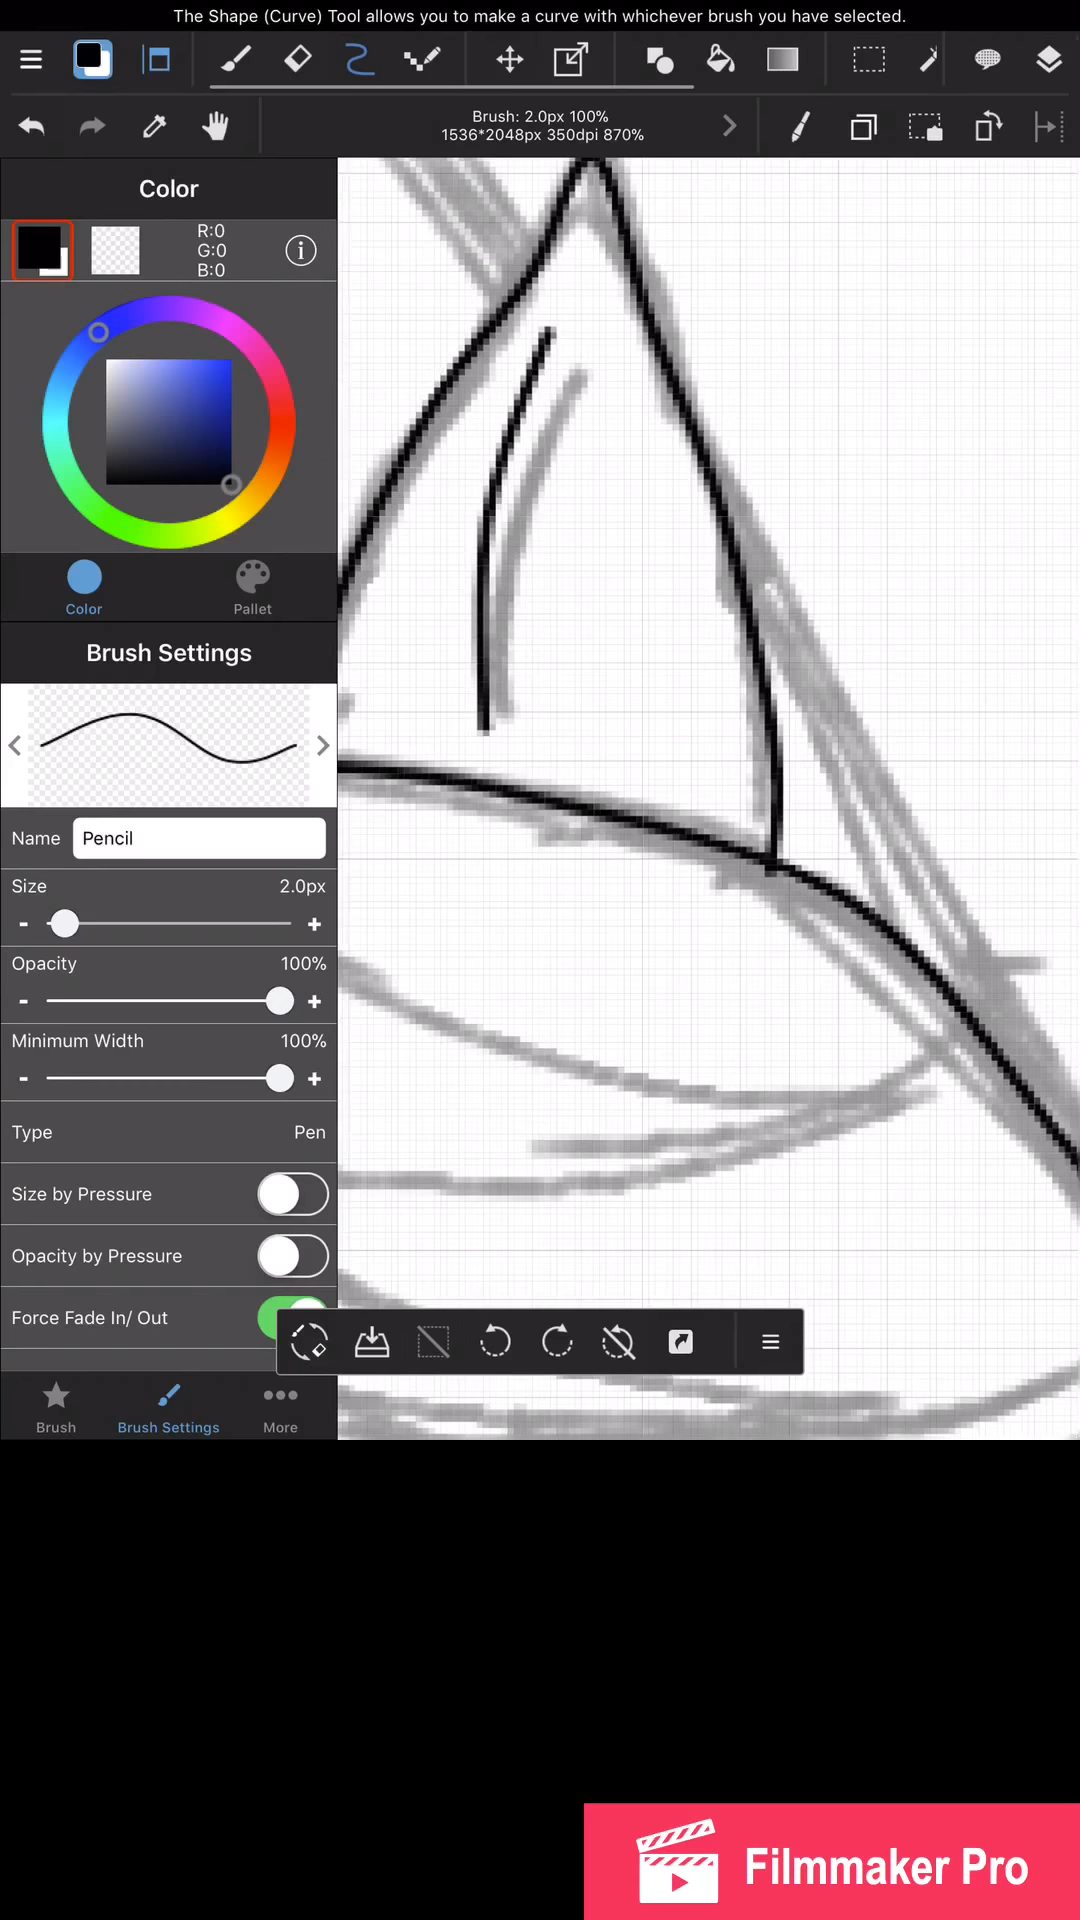 The Shape (Curve) Tool allows you to make a curve with whichever brush you have selected.
Brush: 2.0px 100%
1536*2048px 350dpi 870%
Color
R:0
G:0
B:0
i
Color
Pallet
Brush Settings
Name
Pencil
Size
2.0px
- +
Opacity
100%
- +
Minimum Width
100%
- +
Type
Pen
Size by Pressure
Opacity by Pressure
Force Fade In/ Out
Brush
Brush Settings
More
Filmmaker Pro